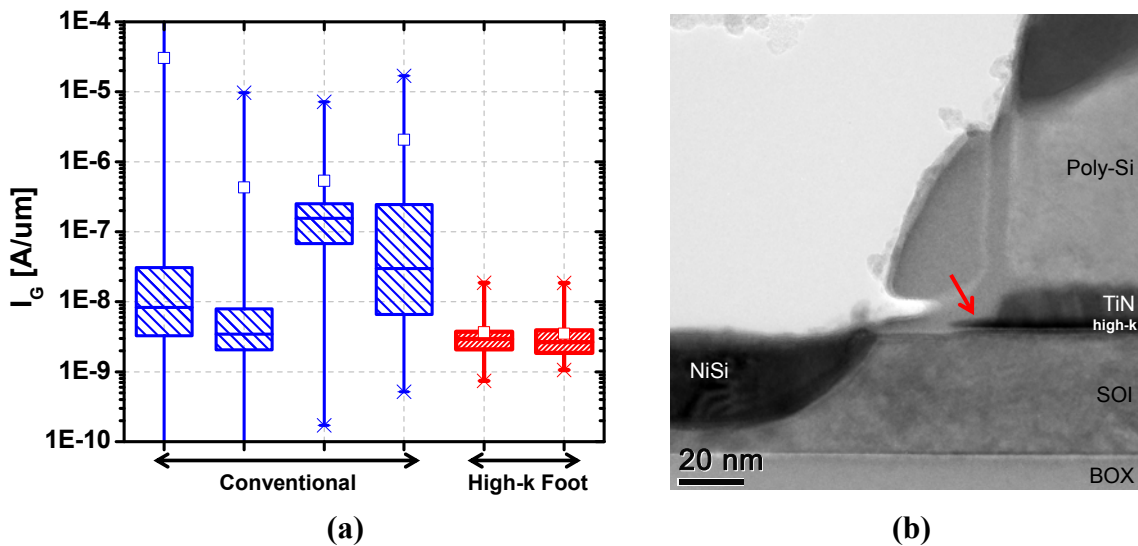 1E-4
1E-5
1E-6
1E-7
1E-8
1E-9
1E-10
I_G [A/um]
Conventional
High-k Foot
(a)
Poly-Si
TiN
high-k
NiSi
SOI
20 nm
BOX
(b)